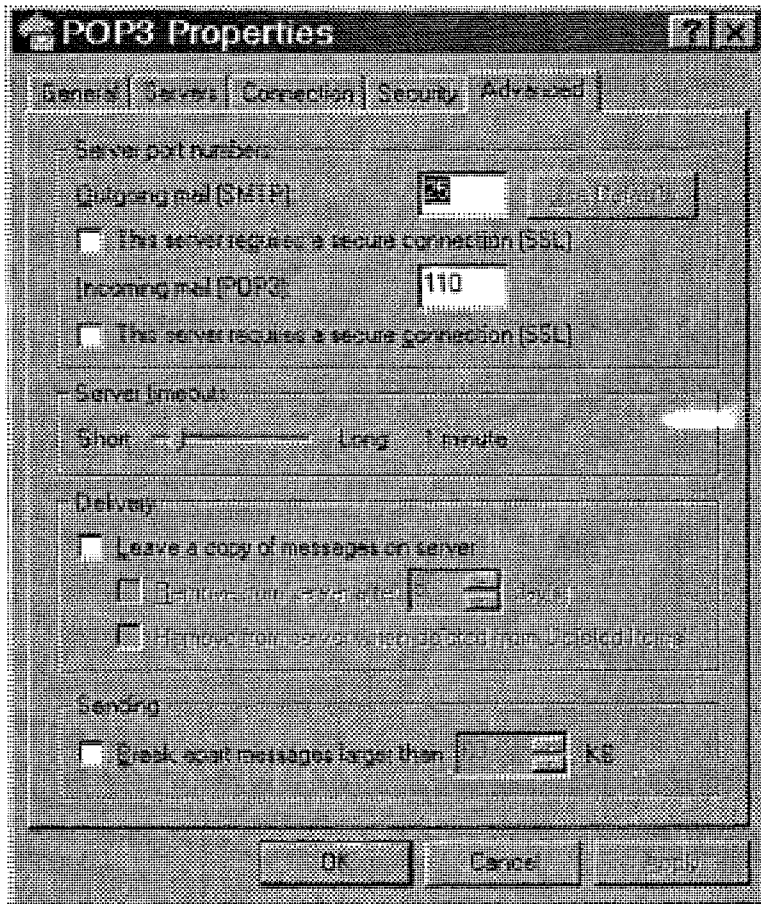 POP3 Properties
General Servers Connection Security Advanced
Server port numbers
Outgoing mail (SMTP):
This server requires a secure connection (SSL)
Incoming mail (POP3): 110
This server requires a secure connection (SSL)
Server timeouts
Short Long 1 minute
Delivery
Leave a copy of messages on server
Remove from server after
Remove from server when deleted from 'Deleted Items'
Sending
Break apart messages larger than KB
OK Cancel Apply